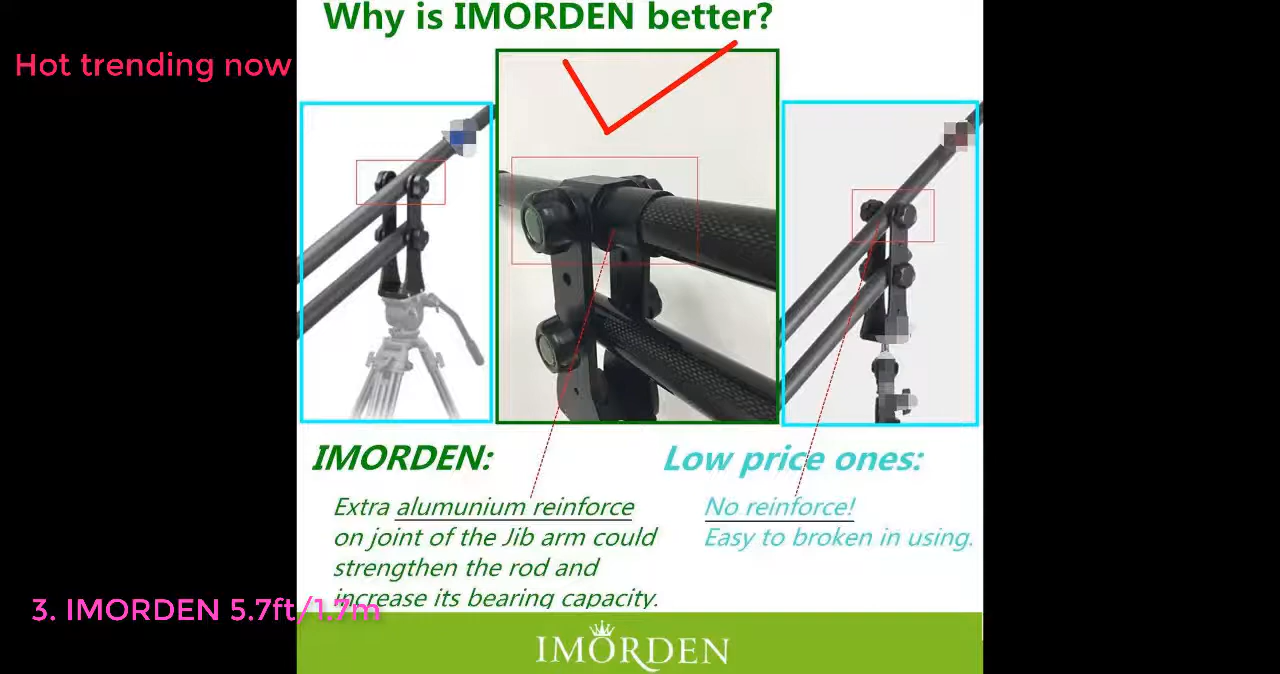 Why is IMORDEN better?
Hot trending now
IMORDEN:
Extra alumunium reinforce
on joint of the Jib arm could
strengthen the rod and
increase its bearing capacity.
Low price ones:
No reinforce!
Easy to broken in using.
3. IMORDEN 5.7ft/1.7m
IMORDEN